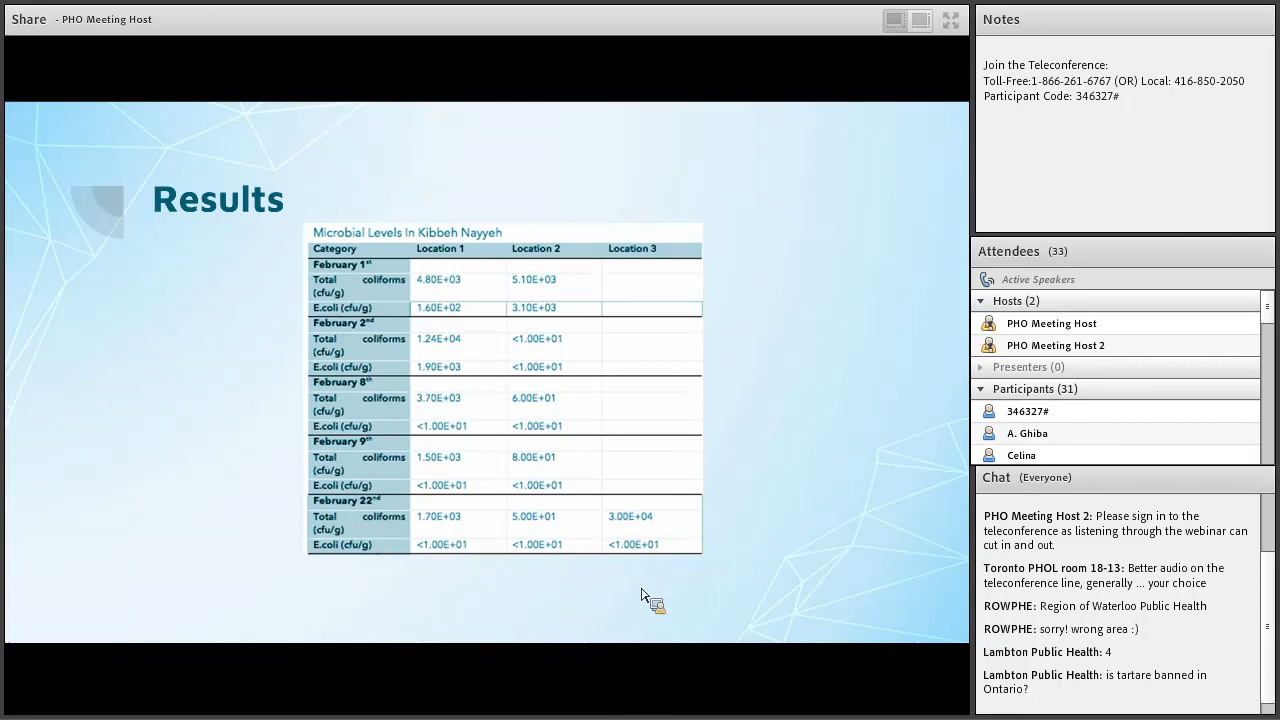 Share - PHO Meeting Host
Results
Microbial Levels In Kibbeh Nayyeh
Category Location 1 Location 2 Location 3
February 1st
Total coliforms (cfu/g) 4.80E+03 5.10E+03
E.coli (cfu/g) 1.60E+02 3.10E+03
February 2nd
Total coliforms (cfu/g) 1.24E+04 <1.00E+01
E.coli (cfu/g) 1.90E+03 <1.00E+01
February 8th
Total coliforms (cfu/g) 3.70E+03 6.00E+01
E.coli (cfu/g) <1.00E+01 <1.00E+01
February 9th
Total coliforms (cfu/g) 1.50E+03 8.00E+01
E.coli (cfu/g) <1.00E+01 <1.00E+01
February 22nd
Total coliforms (cfu/g) 1.70E+03 5.00E+01 3.00E+04
E.coli (cfu/g) <1.00E+01 <1.00E+01 <1.00E+01
Notes
Join the Teleconference:
Toll-Free:1-866-261-6767 (OR) Local: 416-850-2050
Participant Code: 346327#
Attendees (33)
Active Speakers
Hosts (2)
PHO Meeting Host
PHO Meeting Host 2
Presenters (0)
Participants (31)
346327#
A. Ghiba
Celina
Chat (Everyone)
PHO Meeting Host 2: Please sign in to the
teleconference as listening through the webinar can
cut in and out.
Toronto PHOL room 18-13: Better audio on the
teleconference line, generally ... your choice
ROWPHE: Region of Waterloo Public Health
ROWPHE: sorry! wrong area :)
Lambton Public Health: 4
Lambton Public Health: is tartare banned in
Ontario?